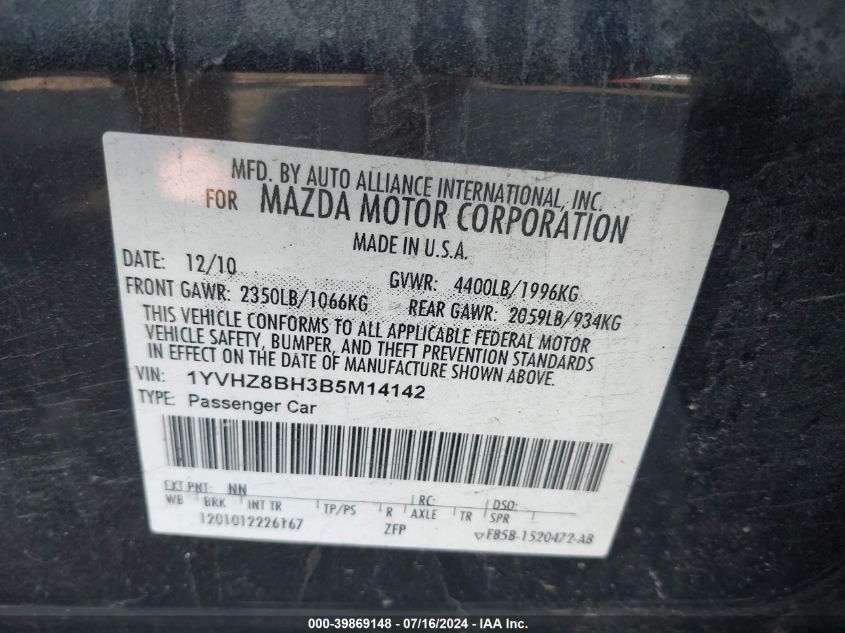 MFD. BY AUTO ALLIANCE INTERNATIONAL, INC.
FOR MAZDA MOTOR CORPORATION
MADE IN U.S.A.
DATE: 12/10 GVWR: 4400LB/1996KG
FRONT GAWR: 2350LB/1066KG REAR GAWR: 2059LB/934KG
THIS VEHICLE CONFORMS TO ALL APPLICABLE FEDERAL MOTOR
VEHICLE SAFETY, BUMPER, AND THEFT PREVENTION STANDARDS
IN EFFECT ON THE DATE OF MANUFACTURE SHOWN ABOVE.
VIN: 1YVHZ8BH3B5M14142
TYPE: Passenger Car
EXT PNT: NN RC: DSO:
WB BRK INT TR TP/PS R AXLE TR SPR
1201012226167 ZFP F85B-1520472-AB
000-39869148 - 07/16/2024 - IAA Inc.